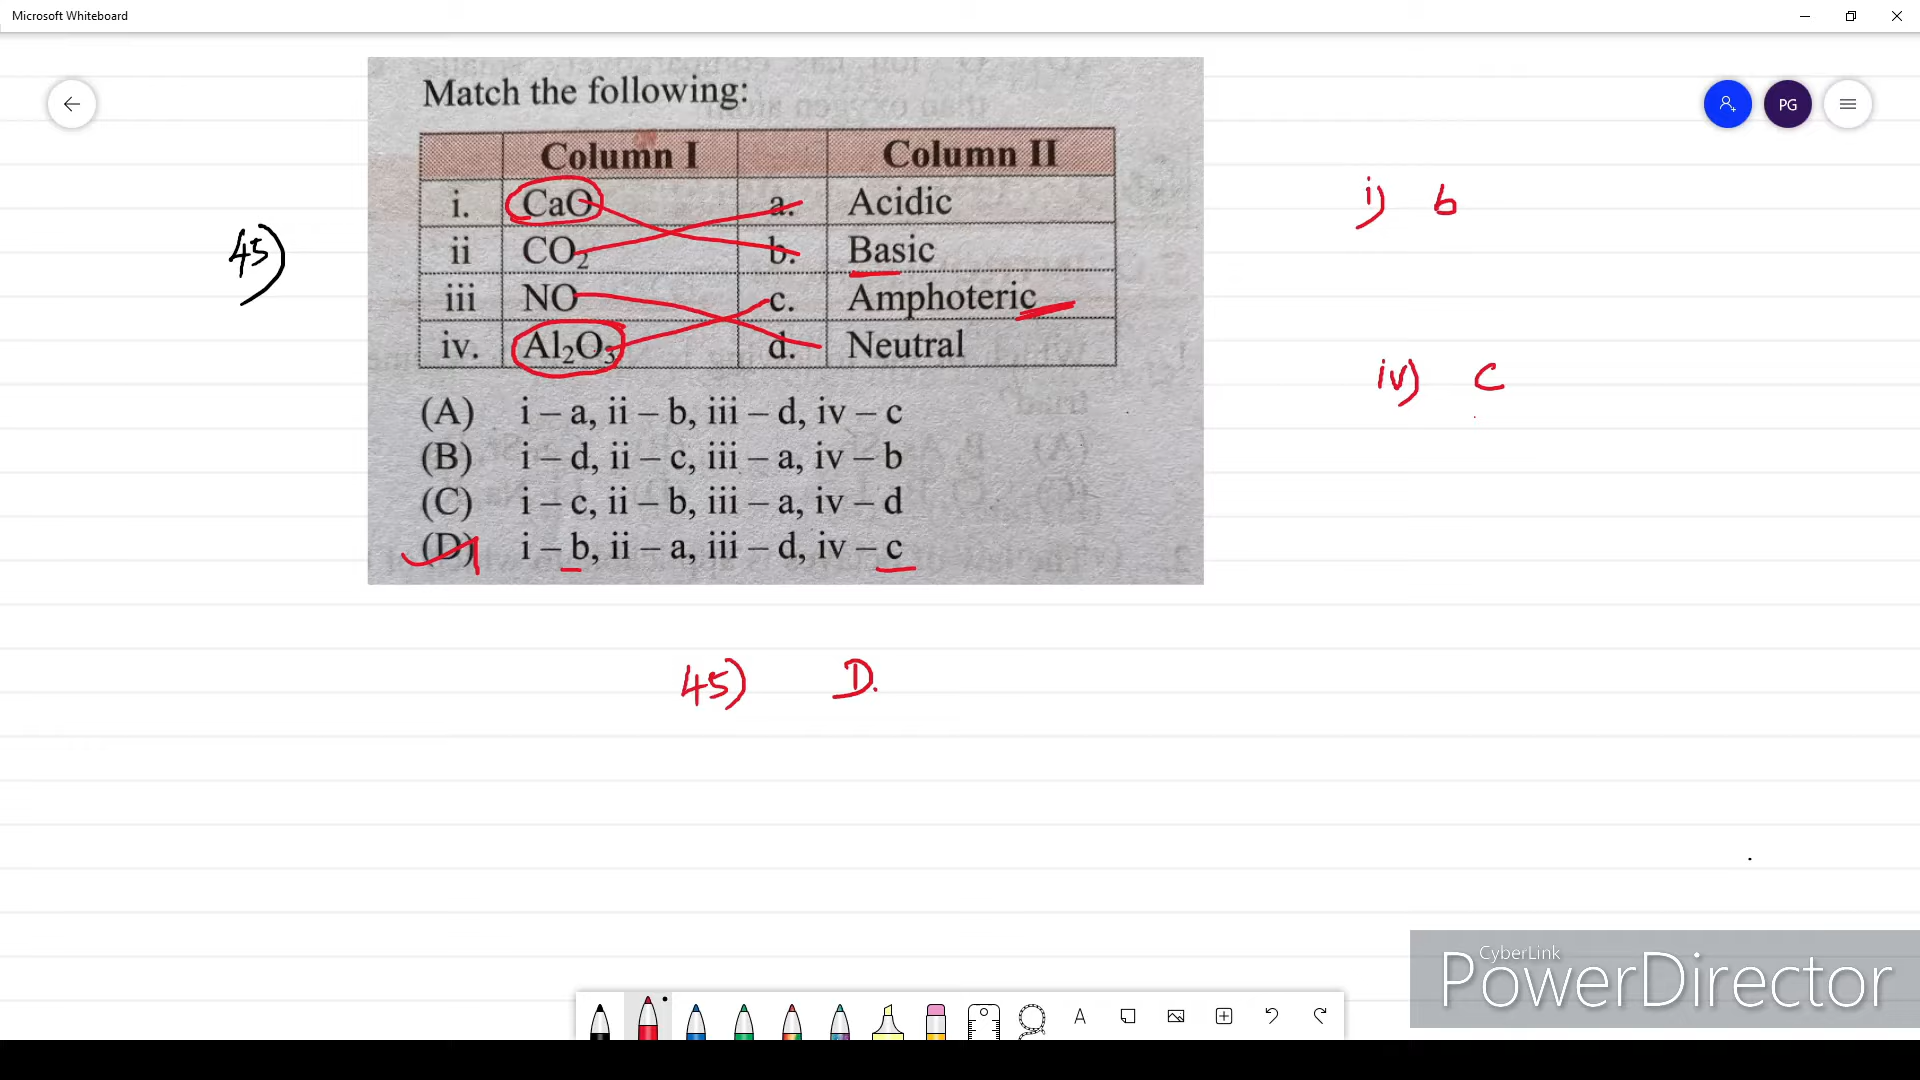 Microsoft Whiteboard
PG
Match the following:
Column I Column II
i. CaO a. Acidic
45) ii CO₂ b. Basic
iii NO c. Amphoteric
iv. Al₂O₃ d. Neutral
i) b
iv) c
(A) i – a, ii – b, iii – d, iv – c
(B) i – d, ii – c, iii – a, iv – b
(C) i – c, ii – b, iii – a, iv – d
(D) i – b, ii – a, iii – d, iv – c
45) D.
CyberLink
PowerDirector
A